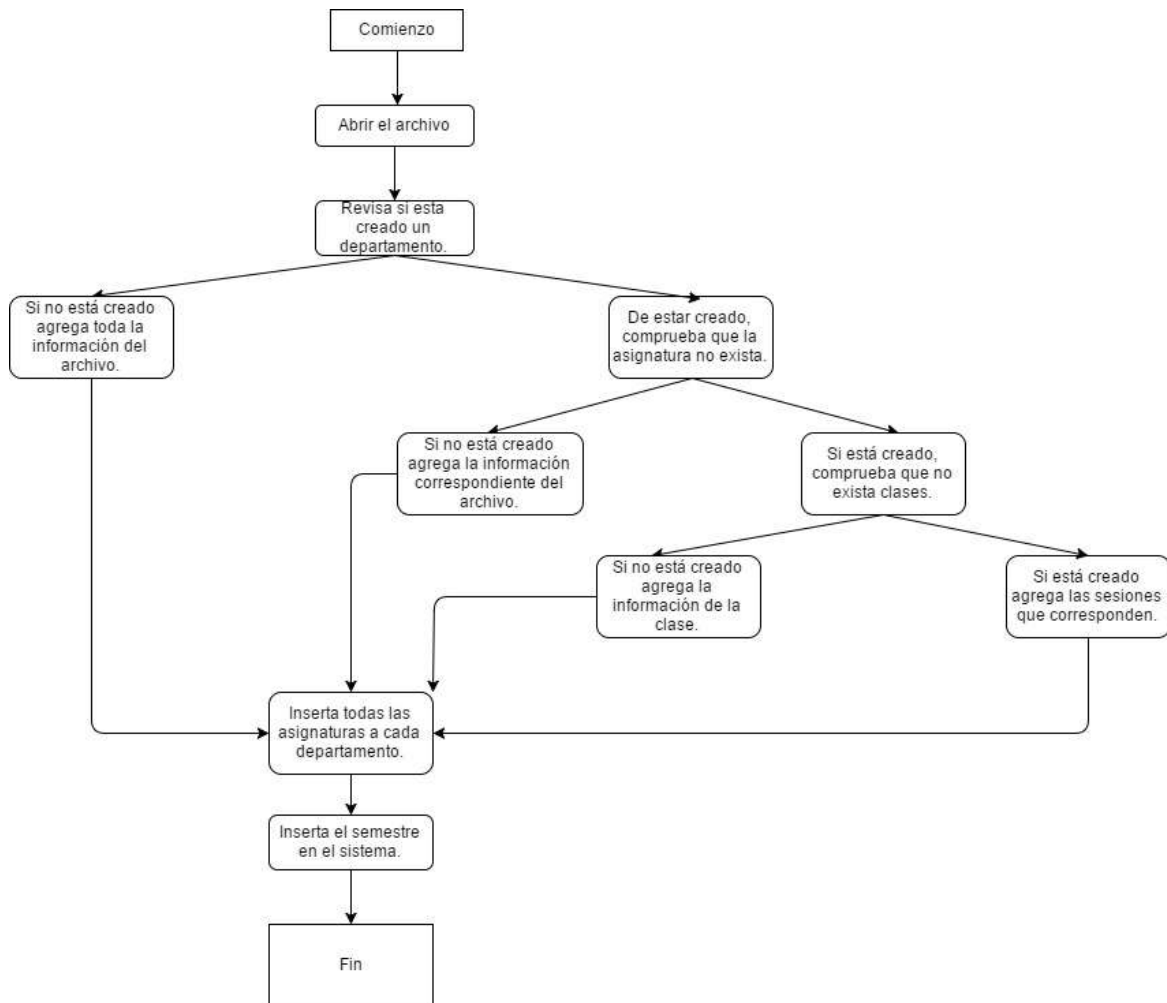 Comienzo
Abrir el archivo
Revisa si esta
creado un
departamento.
Si no está creado
agrega toda la
información del
archivo.
De estar creado,
comprueba que la
asignatura no exista.
Si no está creado
agrega la información
correspondiente del
archivo.
Si está creado,
comprueba que no
exista clases.
Si no está creado
agrega la
información de la
clase.
Si está creado
agrega las sesiones
que corresponden.
Inserta todas las
asignaturas a cada
departamento.
Inserta el semestre
en el sistema.
Fin